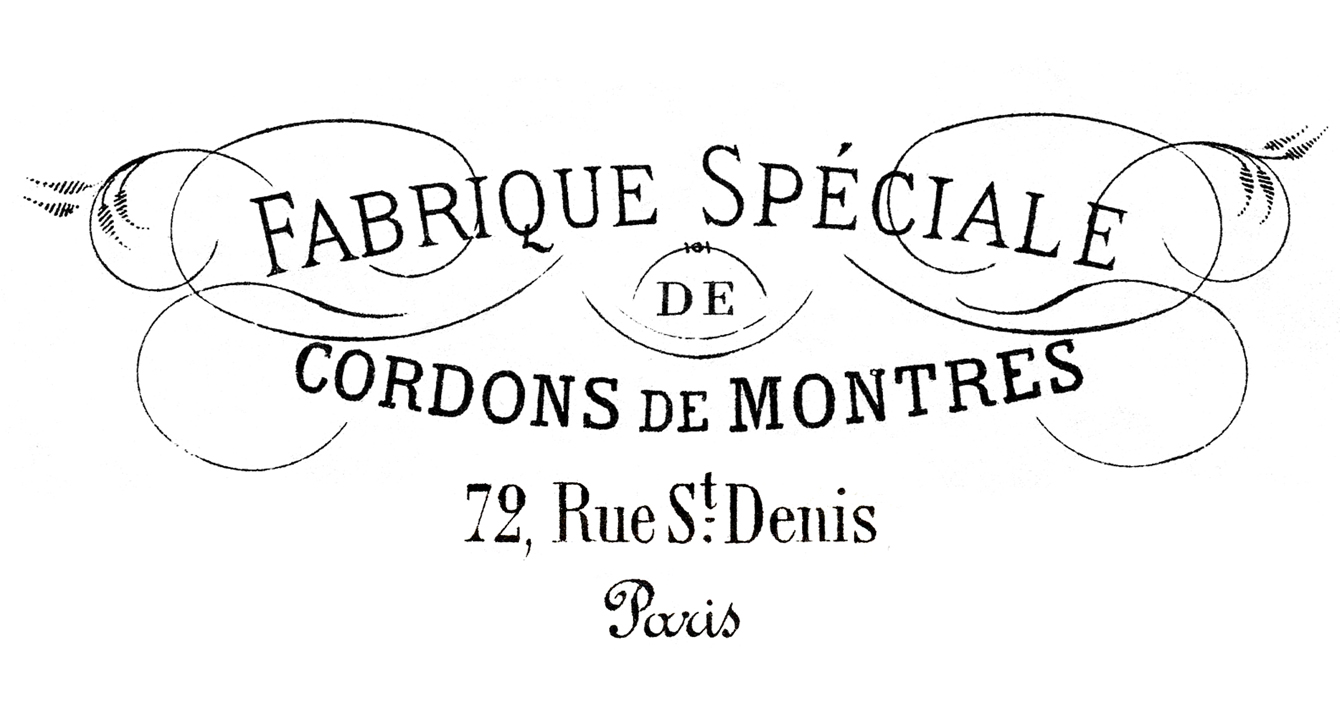 FABRIQUE SPÉCIALE
DE
CORDONS DE MONTRES
72, Rue St. Denis
Paris